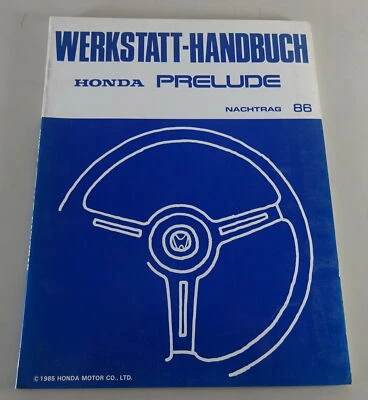 WERKSTATT-HANDBUCH
HONDA PRELUDE
NACHTRAG 86
© 1985 HONDA MOTOR CO., LTD.